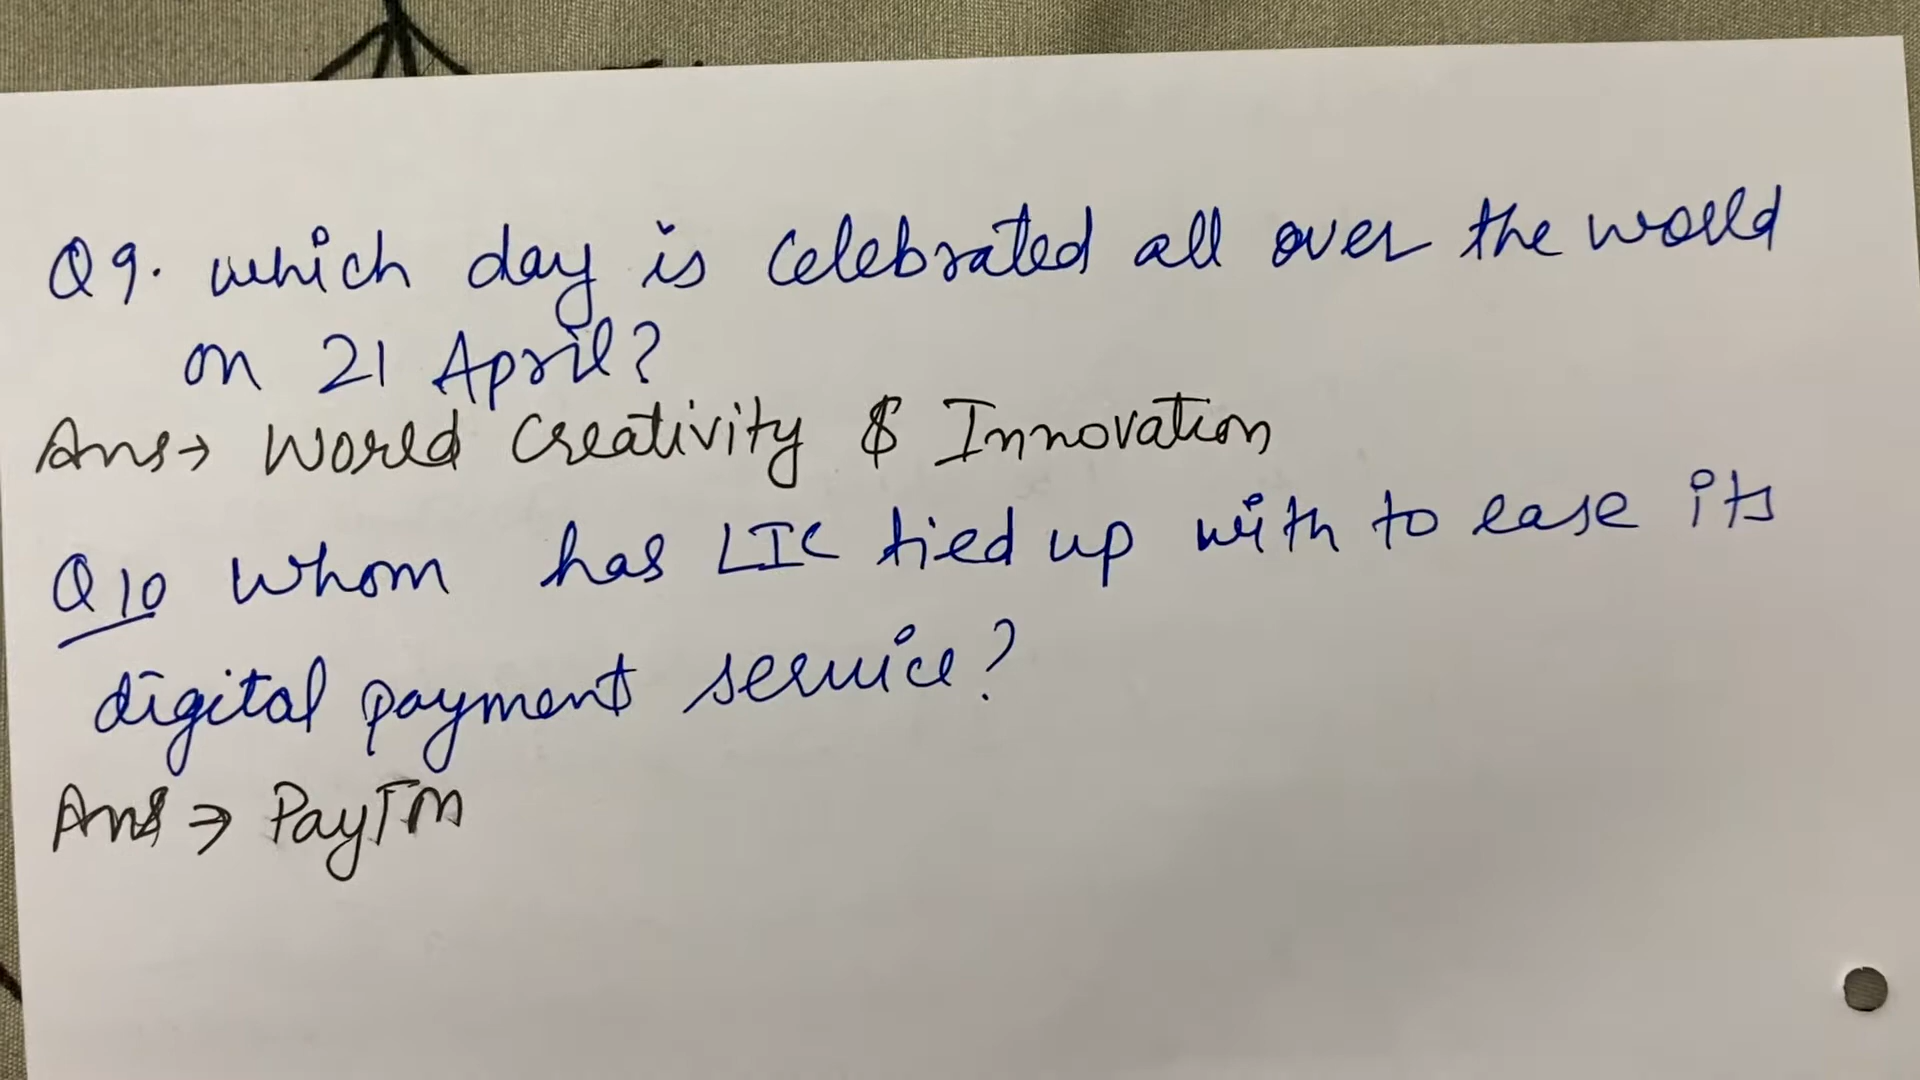 Q9. which day is celebrated all over the world
on 21 April?
Ans→ World Creativity & Innovation
Q10 Whom has LIC tied up with to ease its
digital payment service?
Ans → PayTM